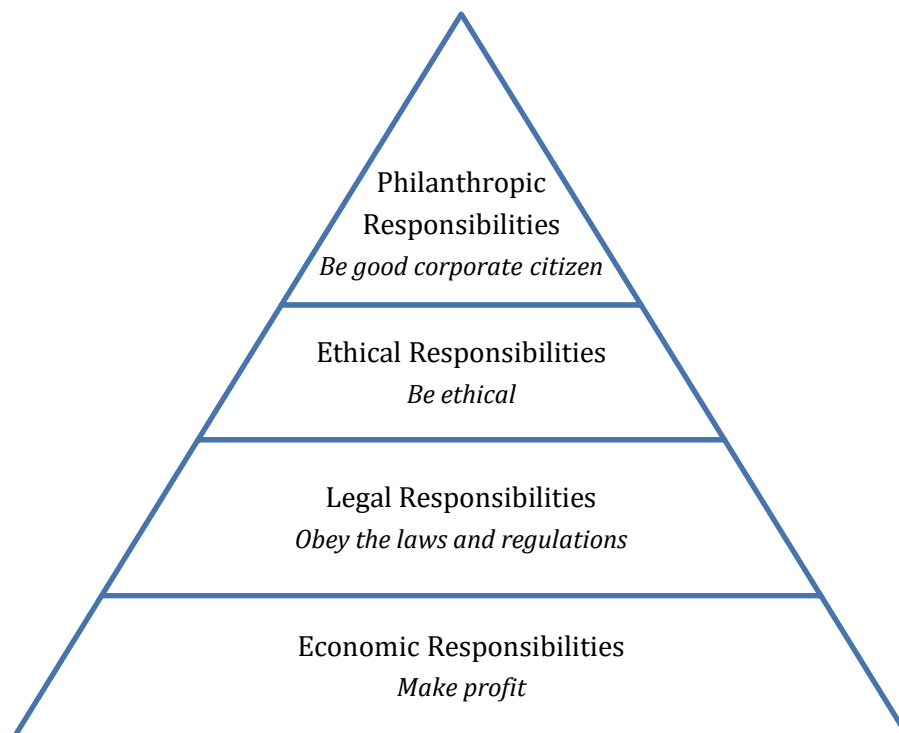 Philanthropic
Responsibilities
Be good corporate citizen
Ethical Responsibilities
Be ethical
Legal Responsibilities
Obey the laws and regulations
Economic Responsibilities
Make profit